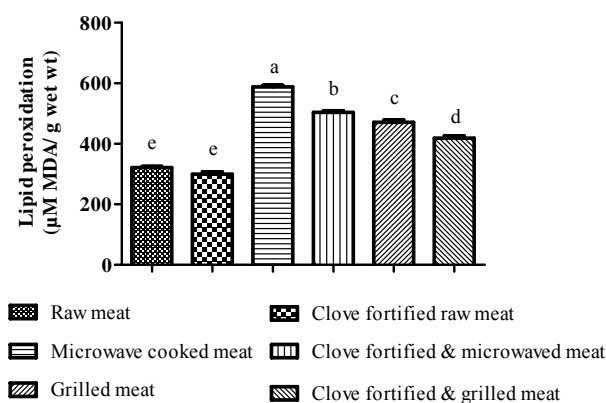 800
600
400
200
0
Lipid peroxidation
(µM MDA/ g wet wt)
e
e
a
b
c
d
Raw meat
Clove fortified raw meat
Microwave cooked meat
Clove fortified & microwaved meat
Grilled meat
Clove fortified & grilled meat